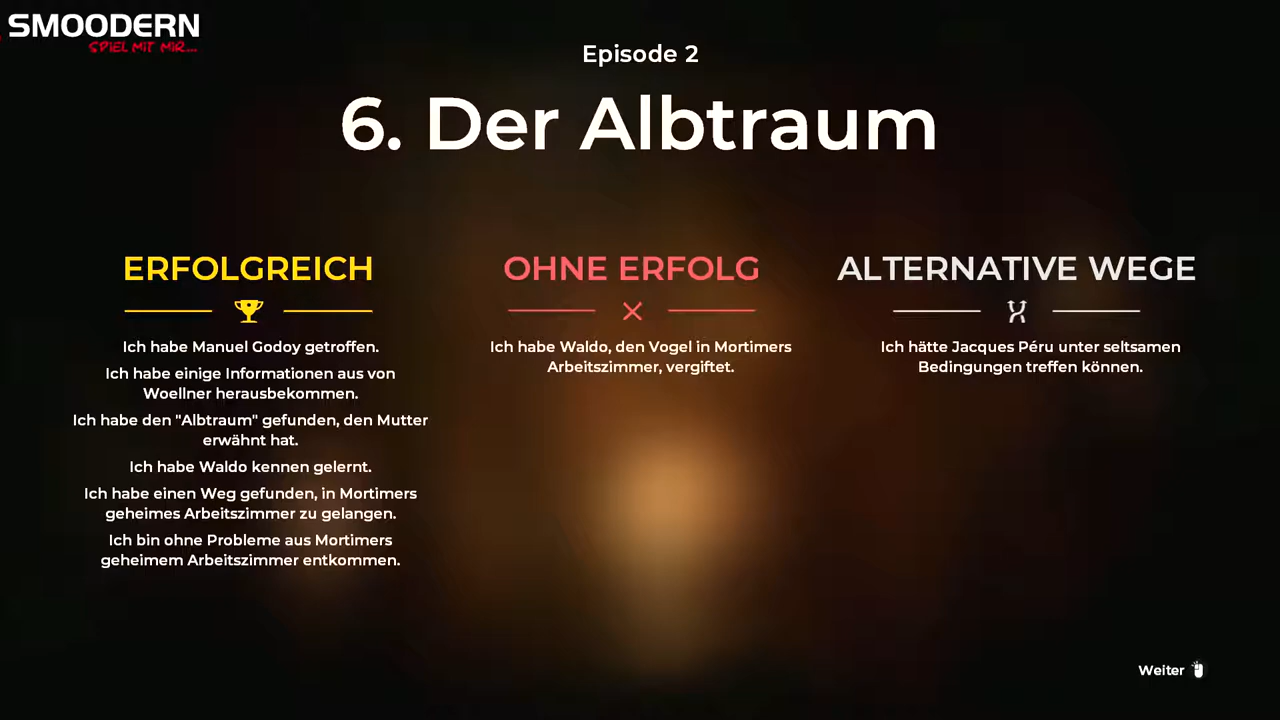 SMOODERN
SPIEL MIT MIR...
Episode 2
6. Der Albtraum
ERFOLGREICH
Ich habe Manuel Godoy getroffen.
Ich habe einige Informationen aus von
Woellner herausbekommen.
Ich habe den "Albtraum" gefunden, den Mutter
erwähnt hat.
Ich habe Waldo kennen gelernt.
Ich habe einen Weg gefunden, in Mortimers
geheimes Arbeitszimmer zu gelangen.
Ich bin ohne Probleme aus Mortimers
geheimem Arbeitszimmer entkommen.
OHNE ERFOLG
Ich habe Waldo, den Vogel in Mortimers
Arbeitszimmer, vergiftet.
ALTERNATIVE WEGE
Ich hätte Jacques Péru unter seltsamen
Bedingungen treffen können.
Weiter